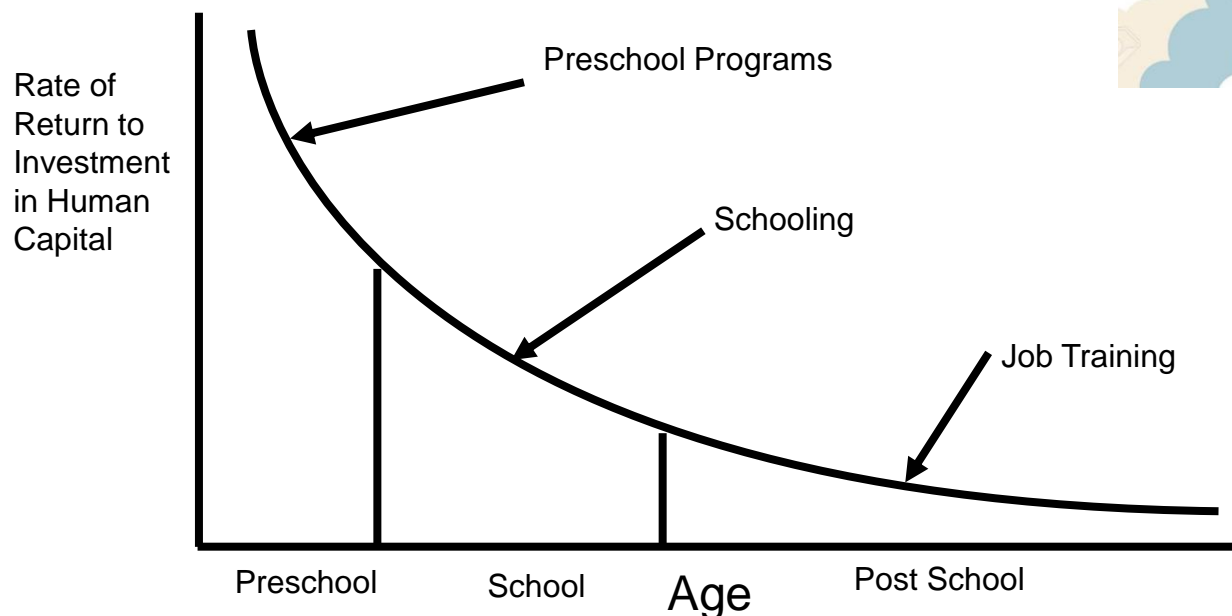 Preschool Programs
Rate of
Return to
Investment
in Human
Capital
Schooling
Job Training
Preschool
School
Age
Post School